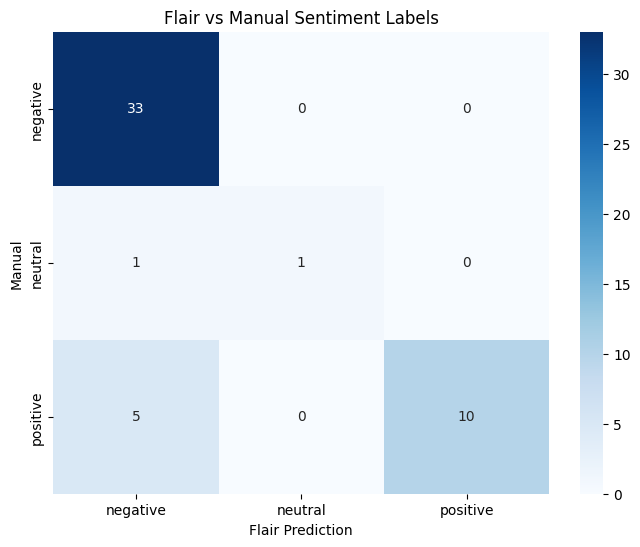 Flair vs Manual Sentiment Labels
negative
33
0
0
neutral
1
1
0
positive
5
0
10
Manual
negative
neutral
positive
Flair Prediction
30
25
20
15
10
5
0